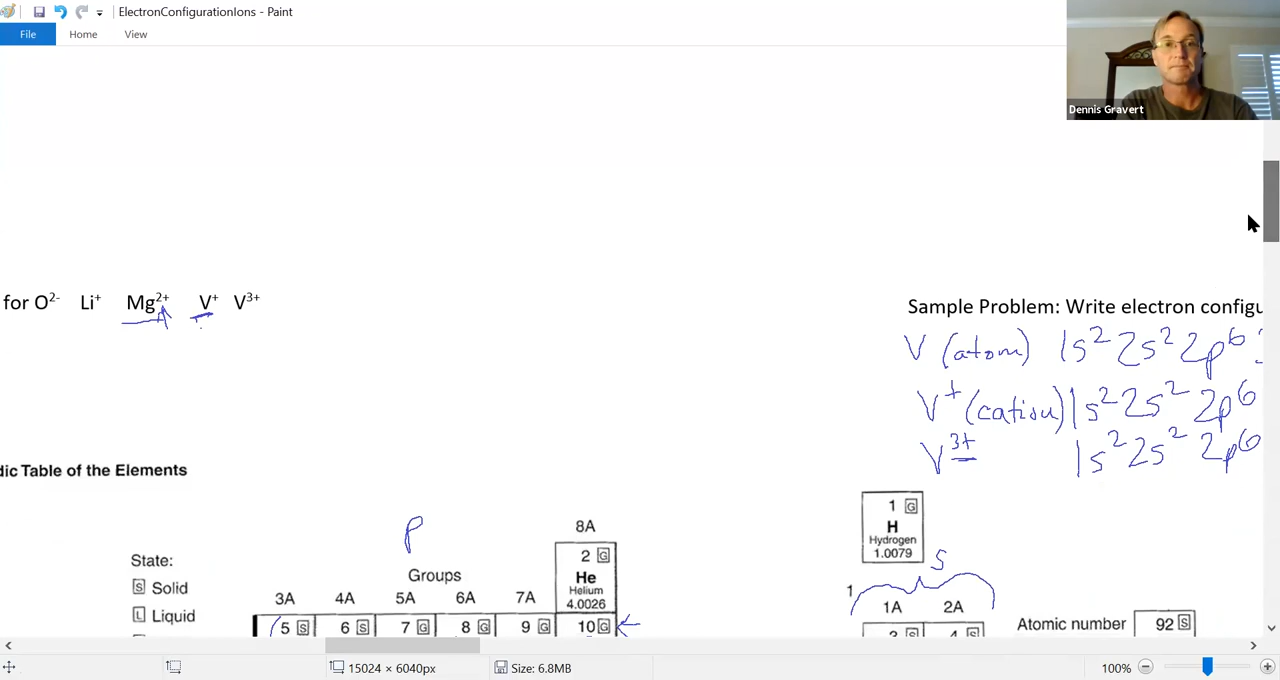 ElectronConfigurationIons - Paint
File Home View
Dennis Gravert
for O²⁻ Li⁺ Mg²⁺ V⁺ V³⁺
Sample Problem: Write electron configu
V (atom) 1s² 2s² 2p⁶
V⁺ (cation) 1s² 2s² 2p⁶
V³⁺ 1s² 2s² 2p⁶
dic Table of the Elements
State:
S Solid
L Liquid
p
Groups
3A 4A 5A 6A 7A 8A
2 G
He
Helium
4.0026
5 S 6 S 7 G 8 G 9 G 10 G
1 G
H
Hydrogen
1.0079
s
1
1A 2A
3 S 4 S
Atomic number 92 S
15024 × 6040px Size: 6.8MB 100%